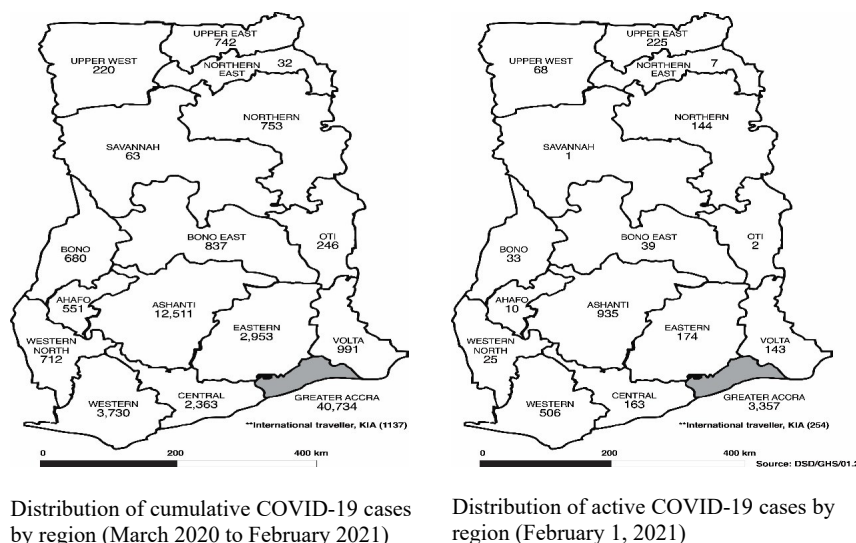 UPPER EAST
742
UPPER WEST
220
NORTHERN
EAST
32
NORTHERN
753
SAVANNAH
63
BONO EAST
837
OTI
246
BONO
680
AHAFO
551
ASHANTI
12,511
EASTERN
2,953
VOLTA
991
WESTERN
NORTH
712
WESTERN
3,730
CENTRAL
2,363
GREATER ACCRA
40,734
**International traveller, KIA (1137)
0 200 400 km
Distribution of cumulative COVID-19 cases
by region (March 2020 to February 2021)
UPPER EAST
225
UPPER WEST
68
NORTHERN
EAST
7
NORTHERN
144
SAVANNAH
1
BONO EAST
39
OTI
2
BONO
33
AHAFO
10
ASHANTI
935
EASTERN
174
VOLTA
143
WESTERN
NORTH
25
WESTERN
506
CENTRAL
163
GREATER ACCRA
3,357
**International traveller, KIA (254)
0 200 400 km
Source: DSD/GHS/01.2
Distribution of active COVID-19 cases by
region (February 1, 2021)